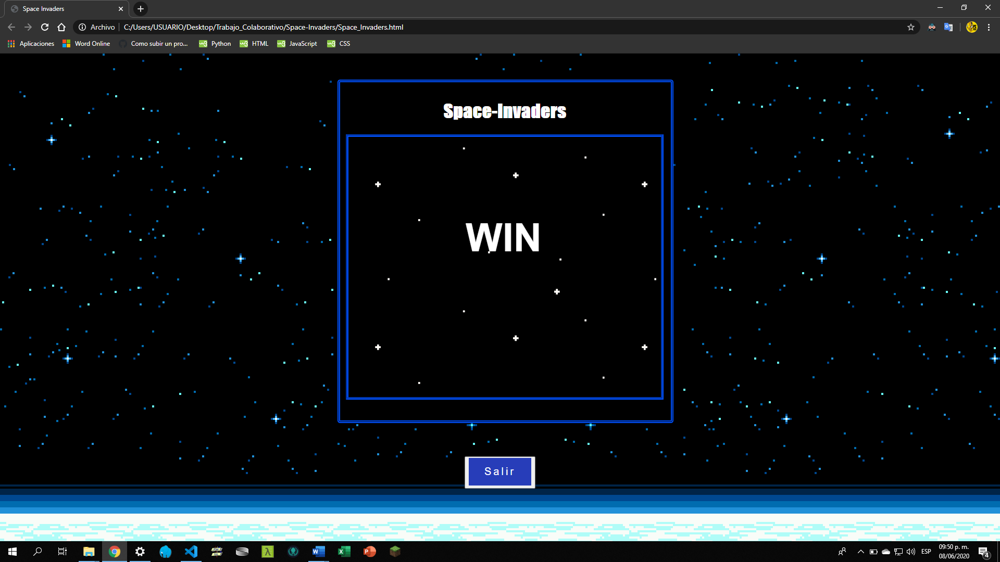 Space Invaders
Archivo C:/Users/USUARIO/Desktop/Trabajo_Colaborativo/Space-Invaders/Space_Invaders.html
Aplicaciones Word Online Como subir un pro... Python HTML JavaScript CSS
Space-Invaders
WIN
Salir
ESP 09:50 p. m.
08/06/2020
4